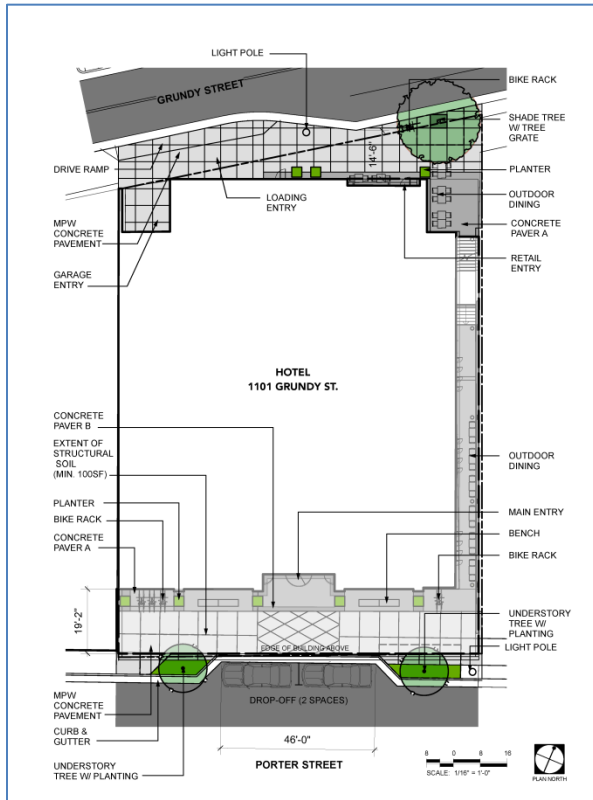 LIGHT POLE
BIKE RACK
GRUNDY STREET
SHADE TREE
W/ TREE
GRATE
14'-6"
DRIVE RAMP
PLANTER
LOADING
ENTRY
OUTDOOR
DINING
MPW
CONCRETE
PAVEMENT
CONCRETE
PAVER A
GARAGE
ENTRY
RETAIL
ENTRY
HOTEL
1101 GRUNDY ST.
CONCRETE
PAVER B
EXTENT OF
STRUCTURAL
SOIL
(MIN. 100SF)
OUTDOOR
DINING
PLANTER
BIKE RACK
CONCRETE
PAVER A
MAIN ENTRY
BENCH
BIKE RACK
19'-2"
UNDERSTORY
TREE W/
PLANTING
EDGE OF BUILDING ABOVE
LIGHT POLE
MPW
CONCRETE
PAVEMENT
DROP-OFF (2 SPACES)
CURB &
GUTTER
46'-0"
UNDERSTORY
TREE W/ PLANTING
PORTER STREET
8 0 8 16
SCALE: 1/16" = 1'-0"
PLAN NORTH